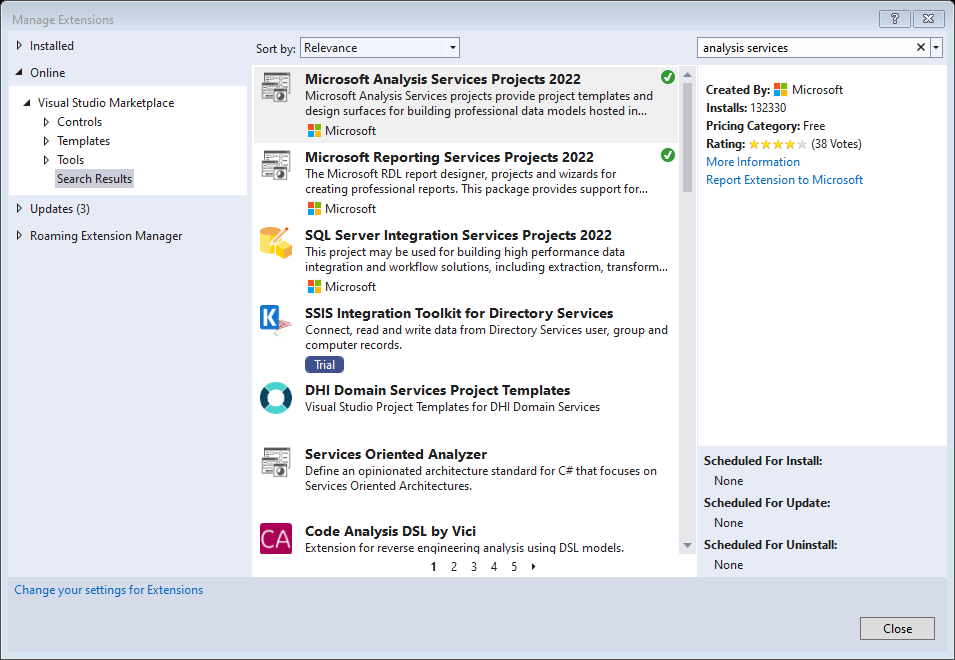 Manage Extensions
Installed
Online
Visual Studio Marketplace
Controls
Templates
Tools
Search Results
Updates (3)
Roaming Extension Manager
Sort by: Relevance
Microsoft Analysis Services Projects 2022
Microsoft Analysis Services projects provide project templates and
design surfaces for building professional data models hosted in...
Microsoft
Microsoft Reporting Services Projects 2022
The Microsoft RDL report designer, projects and wizards for
creating professional reports. This package provides support for...
Microsoft
SQL Server Integration Services Projects 2022
This project may be used for building high performance data
integration and workflow solutions, including extraction, transform...
Microsoft
K
SSIS Integration Toolkit for Directory Services
Connect, read and write data from Directory Services user, group and
computer records.
Trial
DHI Domain Services Project Templates
Visual Studio Project Templates for DHI Domain Services
Services Oriented Analyzer
Define an opinionated architecture standard for C# that focuses on
Services Oriented Architectures.
CA
Code Analysis DSL by Vici
Extension for reverse engineering analysis using DSL models.
1 2 3 4 5
analysis services
Created By: Microsoft
Installs: 132330
Pricing Category: Free
Rating: (38 Votes)
More Information
Report Extension to Microsoft
Scheduled For Install:
None
Scheduled For Update:
None
Scheduled For Uninstall:
None
Change your settings for Extensions
Close